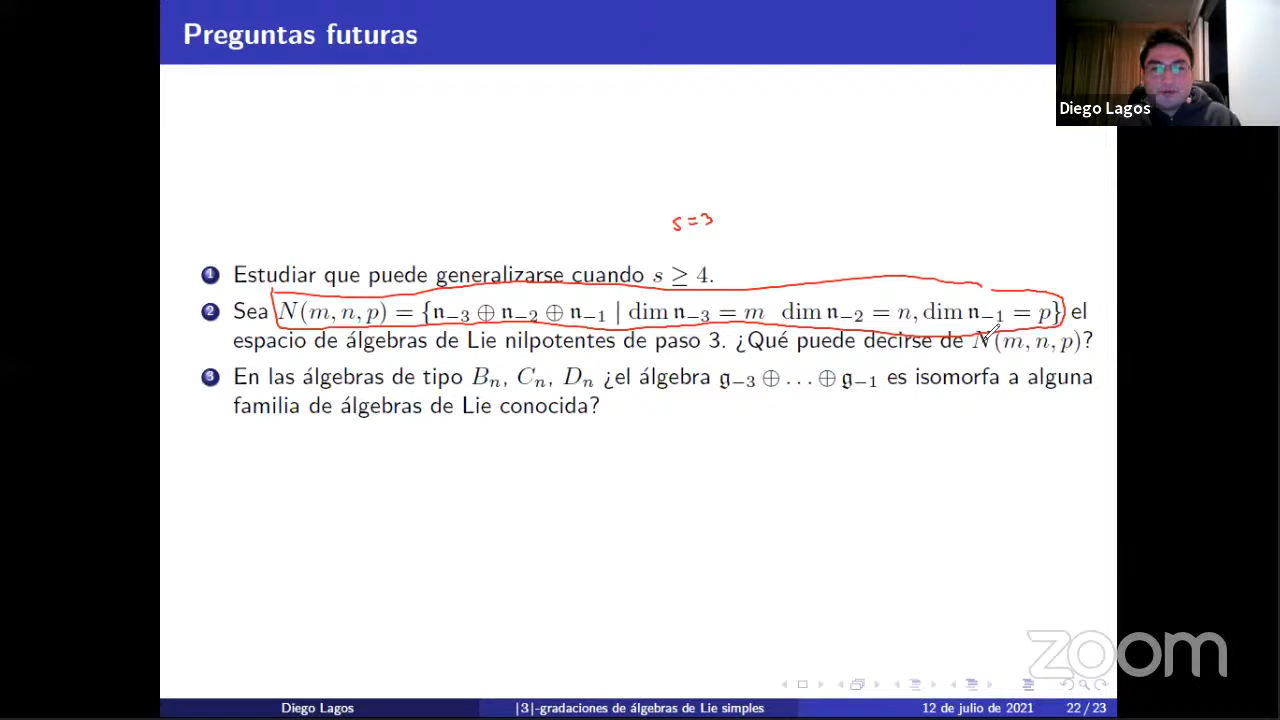 Preguntas futuras
Diego Lagos
s=3
1 Estudiar que puede generalizarse cuando s ≥ 4.
2 Sea N(m, n, p) = {𝔫₋₃ ⊕ 𝔫₋₂ ⊕ 𝔫₋₁ | dim 𝔫₋₃ = m dim 𝔫₋₂ = n, dim 𝔫₋₁ = p} el
espacio de álgebras de Lie nilpotentes de paso 3. ¿Qué puede decirse de N(m, n, p)?
3 En las álgebras de tipo Bₙ, Cₙ, Dₙ ¿el álgebra 𝔤₋₃ ⊕ . . . ⊕ 𝔤₋₁ es isomorfa a alguna
familia de álgebras de Lie conocida?
zoom
Diego Lagos |3|-gradaciones de álgebras de Lie simples 12 de julio de 2021 22 / 23